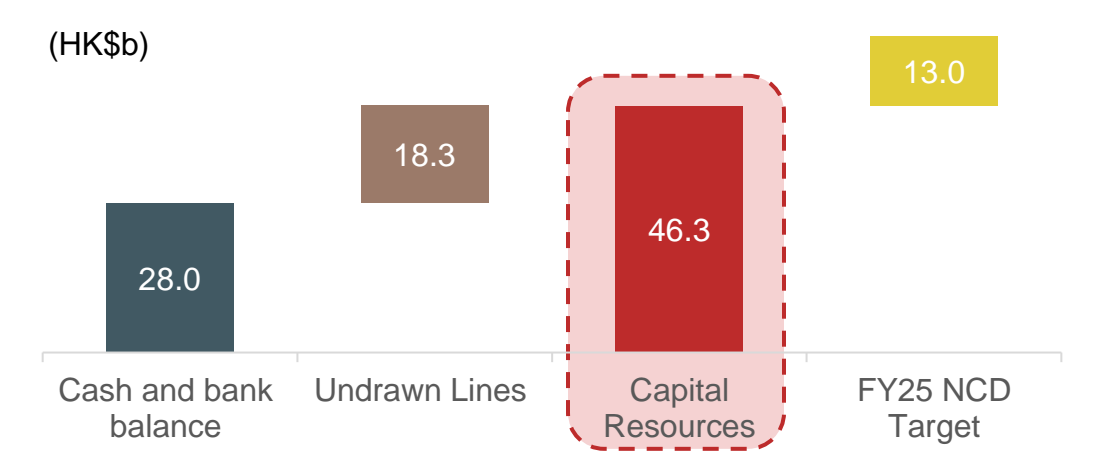 (HK$b)
13.0
18.3
46.3
28.0
Cash and bank
balance
Undrawn Lines
Capital
Resources
FY25 NCD
Target